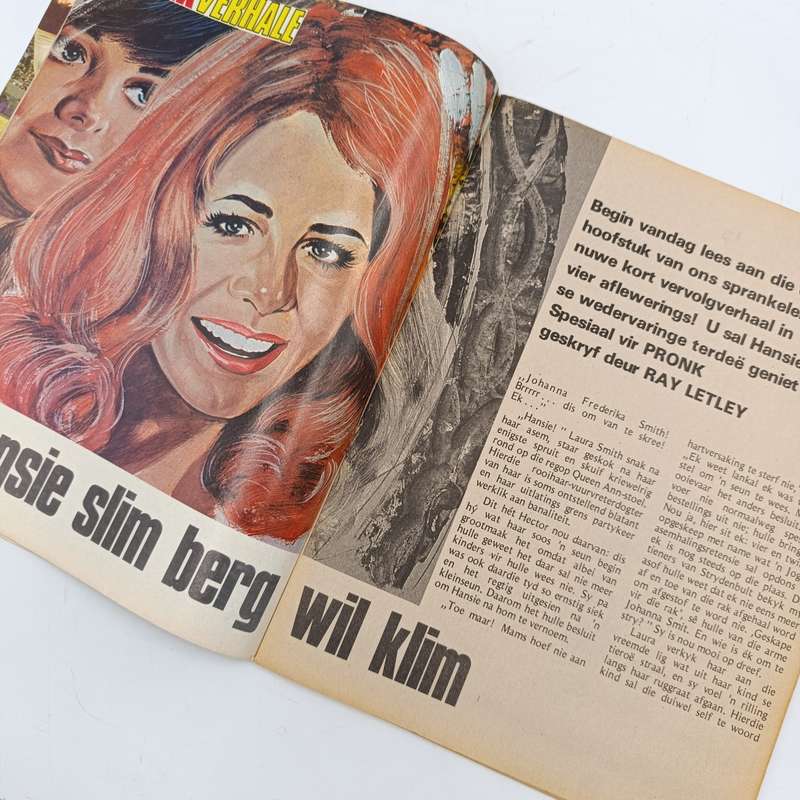 VERHALE
nsie slim berg
wil klim
Begin vandag lees aan die
hoofstuk van ons sprankele
nuwe kort vervolgverhaal in
vier aflewerings! U sal Hansie
se wedervaringe terdeë geniet
Spesiaal vir PRONK
geskryf deur RAY LETLEY
„Johanna Frederika Smith!
Brrrr ... dis om van te skree!
Ek ..."
„Hansie!" Laura Smith snak na
haar asem, staar geskok na haar
enigste spruit en skuif kriewelrig
rond op die regop Queen Ann-stoel.
Hierdie rooihaar-vuurvreterdogter
van haar is soms ontstellend blatant
en haar uitlatings grens partykeer
werklik aan banaliteit.
Dit hét Hector nou daarvan: dis
hý wat haar soos 'n seun begin
grootmaak het omdat albei van
hulle geweet het daar sal nie meer
kinders vir hulle wees nie. Sy pa
was ook daardie tyd so ernstig siek
en het regtig uitgesien na 'n
kleinseun. Daarom het hulle besluit
om Hansie na hom te vernoem.
„Toe maar! Mams hoef nie aan
hartversaking te sterf nie,
„Ek weet lankal ek was
stel om 'n seun te wees,
ooievaar het anders besluit
voer nie normaalweg spe
bestellings uit nie; hulle bring
Nou ja, hier sit ek: vier en twi
opgeskeep met name wat 'n Jog
asemhalingsretensie sal opdons
ek is nog steeds op die plaas. D
tieners van Strydenhult bekyk m
asof hulle weet dat ek nie eens meer
af en toe van die rak afgehaal word
om afgestof te word nie. ‚Geskape
vir die rak', sê hulle van die arme
Johanna Smit. En wie is ék om te
stry?" Sy is nou mooi op dreef.
Laura verkyk haar aan die
vreemde lig wat uit haar kind se
tieroë straal, en sy voel 'n rilling
langs haar ruggraat afgaan. Hierdie
kind sal die duiwel self te woord